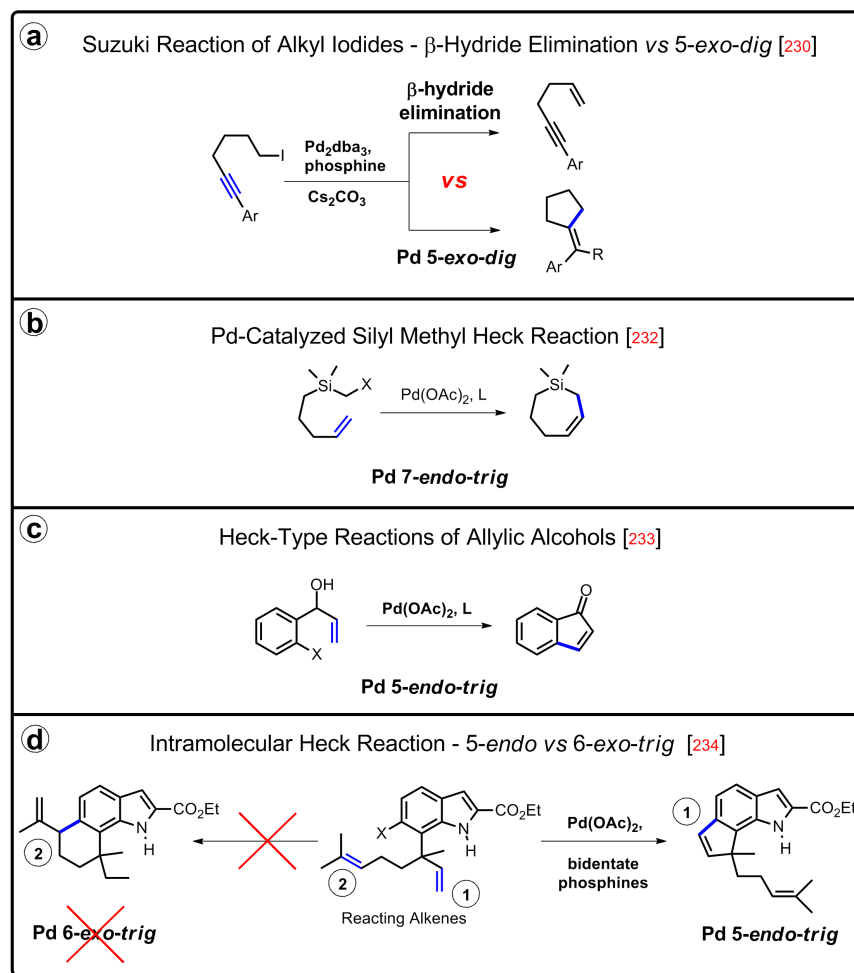 a
Suzuki Reaction of Alkyl Iodides - β-Hydride Elimination vs 5-exo-dig [230]
β-hydride
elimination
Pd2dba3,
phosphine
Cs2CO3
I
Ar
vs
Ar
Pd 5-exo-dig
Ar
R
b
Pd-Catalyzed Silyl Methyl Heck Reaction [232]
Si
X
Pd(OAc)2, L
Si
Pd 7-endo-trig
c
Heck-Type Reactions of Allylic Alcohols [233]
OH
X
Pd(OAc)2, L
O
Pd 5-endo-trig
d
Intramolecular Heck Reaction - 5-endo vs 6-exo-trig [234]
CO2Et
N
H
2
Pd 6-exo-trig
X
CO2Et
N
H
2
1
Reacting Alkenes
Pd(OAc)2,
bidentate
phosphines
1
CO2Et
N
H
Pd 5-endo-trig